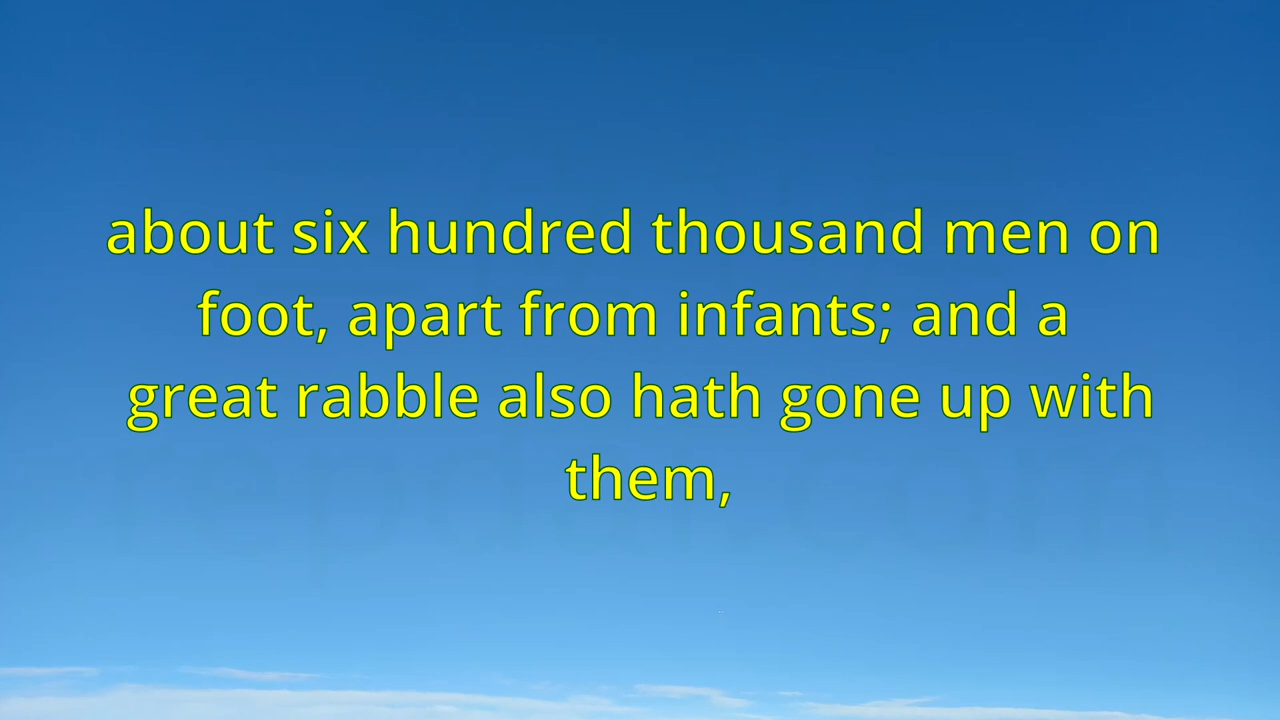 about six hundred thousand men on
foot, apart from infants; and a
great rabble also hath gone up with
them,